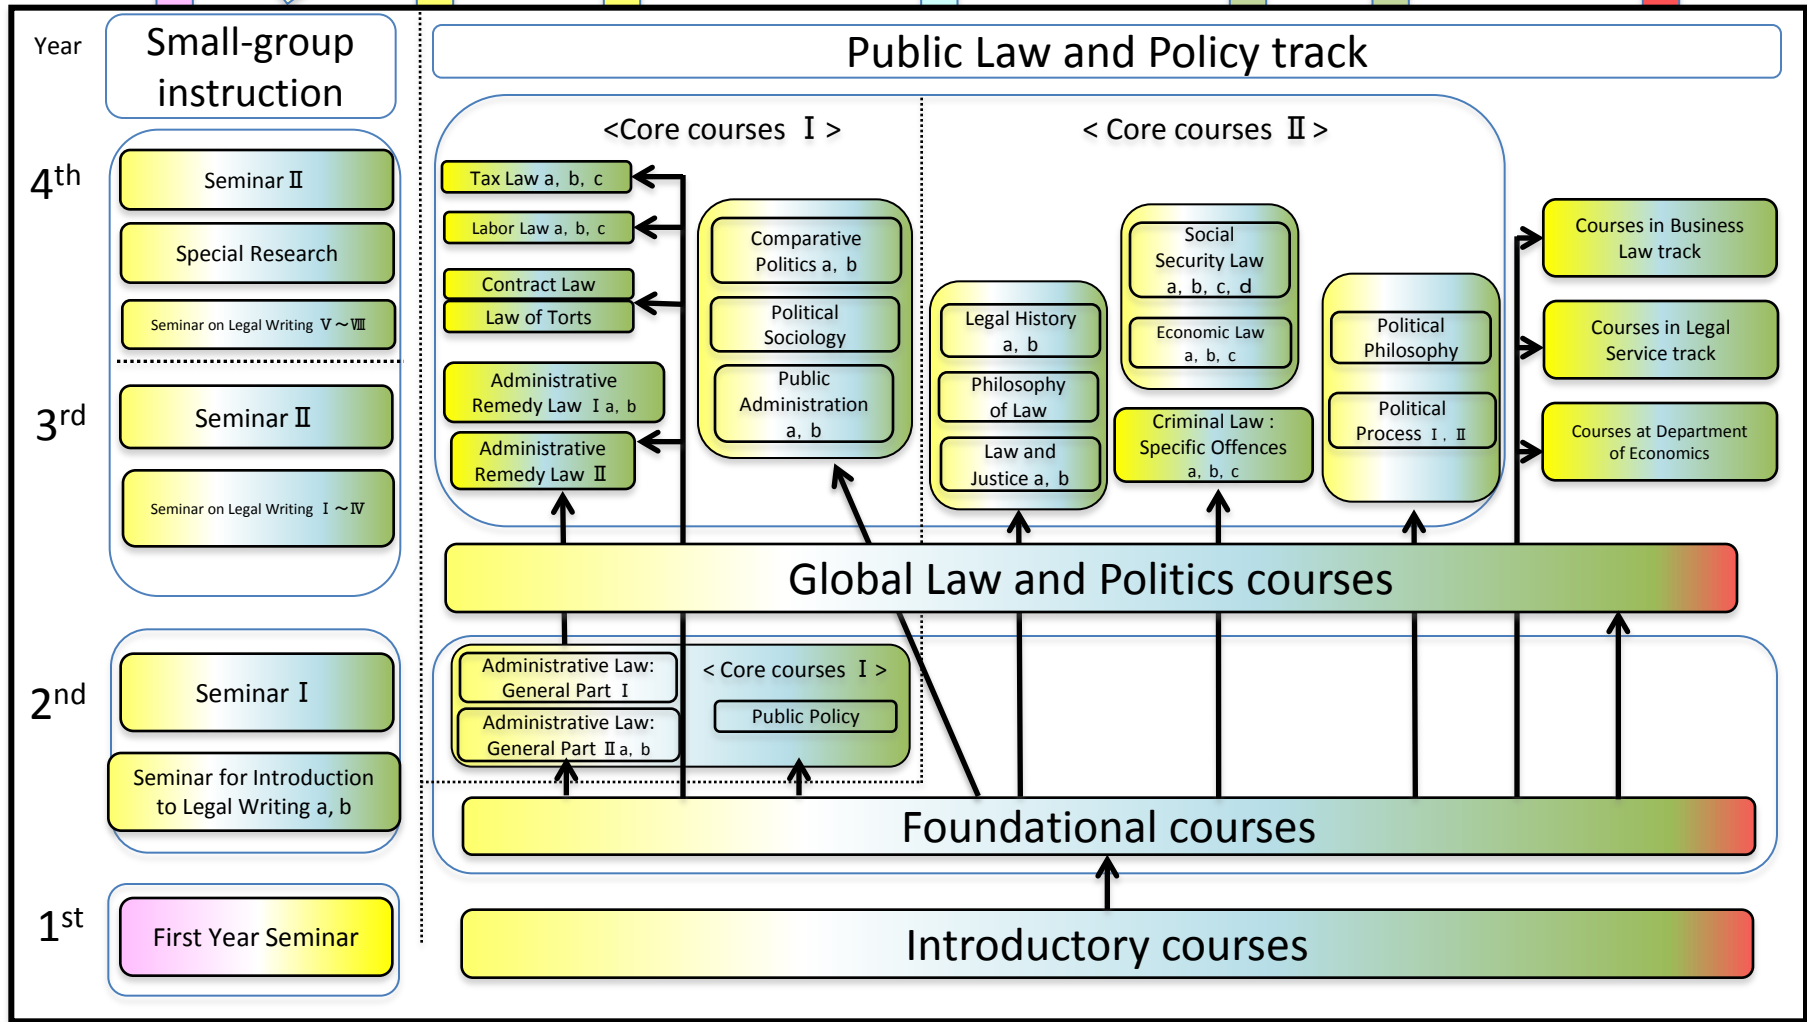 Year
Small-group
instruction
Public Law and Policy track
4th
Seminar Ⅱ
Special Research
Seminar on Legal Writing Ⅴ～Ⅷ
3rd
Seminar Ⅱ
Seminar on Legal Writing Ⅰ～Ⅳ
2nd
Seminar Ⅰ
Seminar for Introduction
to Legal Writing a, b
1st
First Year Seminar
<Core courses Ⅰ>
Tax Law a, b, c
Labor Law a, b, c
Contract Law
Law of Torts
Administrative
Remedy Law Ⅰ a, b
Administrative
Remedy Law Ⅱ
Comparative
Politics a, b
Political
Sociology
Public
Administration
a, b
< Core courses Ⅱ>
Legal History
a, b
Philosophy
of Law
Law and
Justice a, b
Social
Security Law
a, b, c, d
Economic Law
a, b, c
Criminal Law :
Specific Offences
a, b, c
Political
Philosophy
Political
Process Ⅰ, Ⅱ
Courses in Business
Law track
Courses in Legal
Service track
Courses at Department
of Economics
Global Law and Politics courses
Administrative Law:
General Part Ⅰ
Administrative Law:
General Part Ⅱ a, b
< Core courses Ⅰ>
Public Policy
Foundational courses
Introductory courses